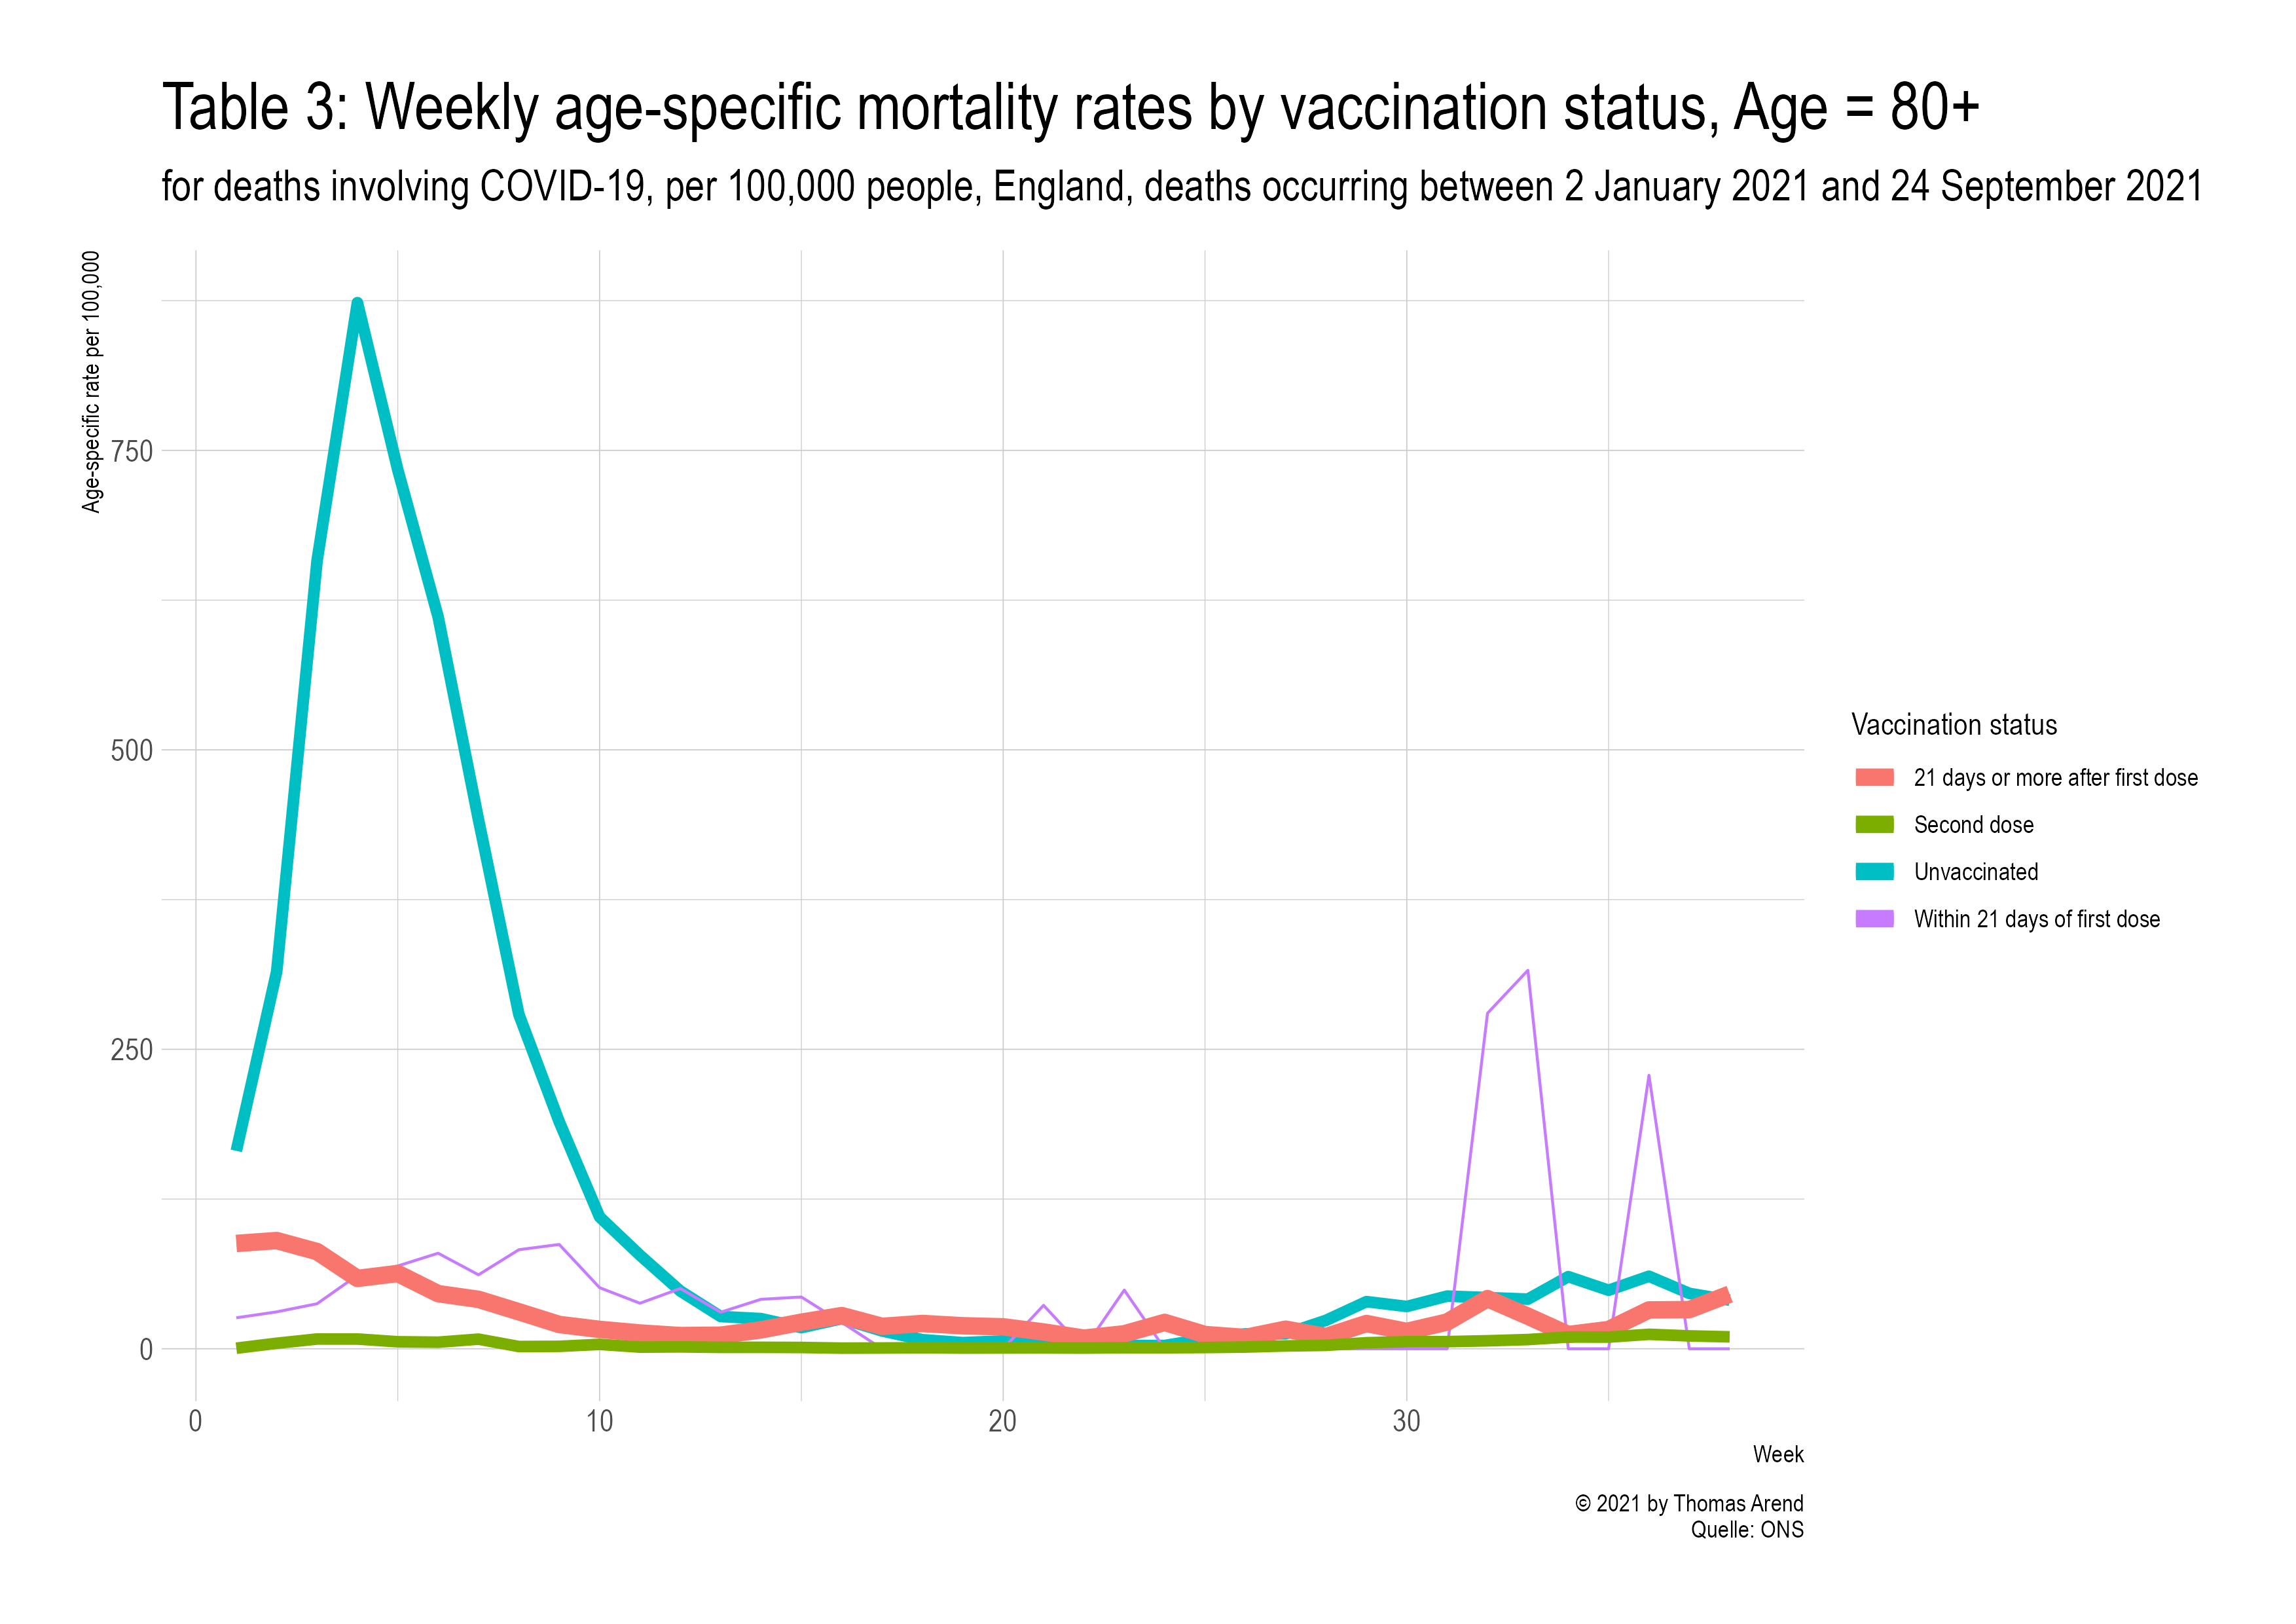 Table 3: Weekly age-specific mortality rates by vaccination status, Age = 80+
for deaths involving COVID-19, per 100,000 people, England, deaths occurring between 2 January 2021 and 24 September 2021
Age-specific rate per 100,000
750
500
250
0
0
10
20
30
Week
Vaccination status
21 days or more after first dose
Second dose
Unvaccinated
Within 21 days of first dose
© 2021 by Thomas Arend
Quelle: ONS